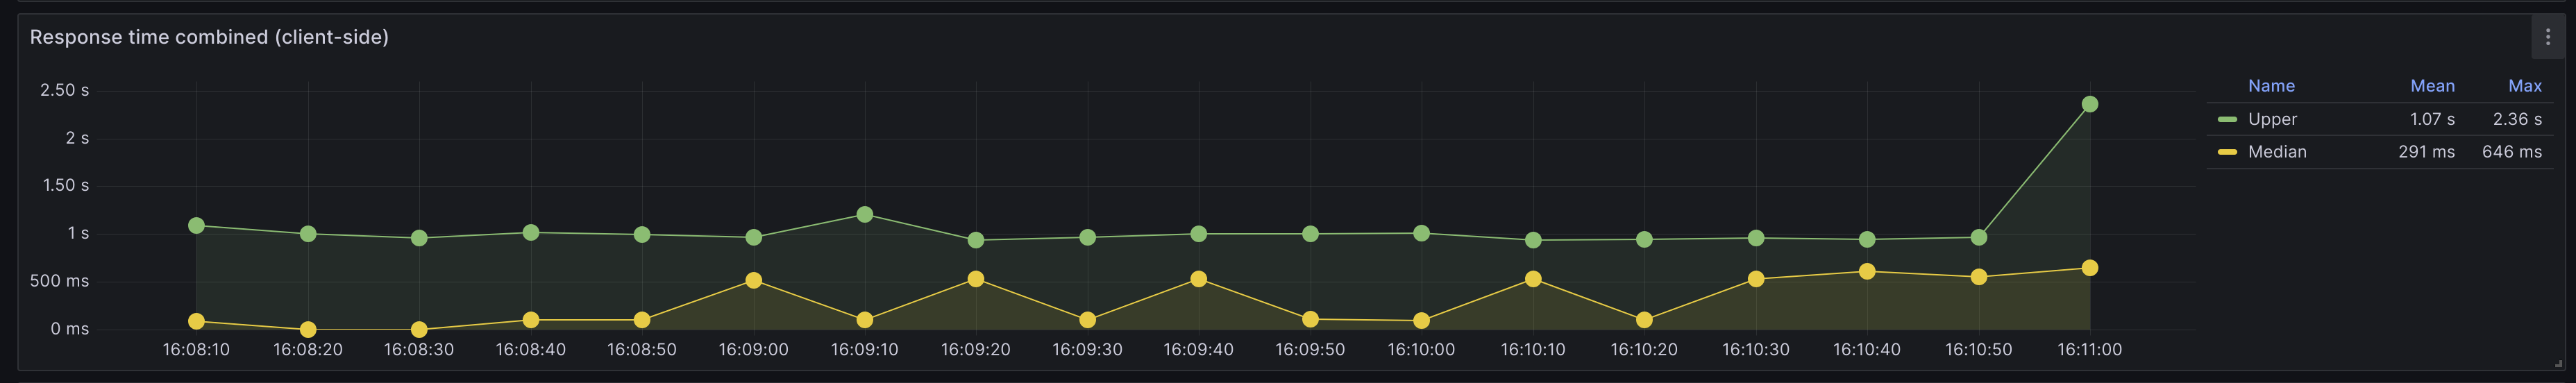 Response time combined (client-side)
2.50 s
2 s
1.50 s
1 s
500 ms
0 ms
16:08:10 16:08:20 16:08:30 16:08:40 16:08:50 16:09:00 16:09:10 16:09:20 16:09:30 16:09:40 16:09:50 16:10:00 16:10:10 16:10:20 16:10:30 16:10:40 16:10:50 16:11:00
Name Mean Max
Upper 1.07 s 2.36 s
Median 291 ms 646 ms